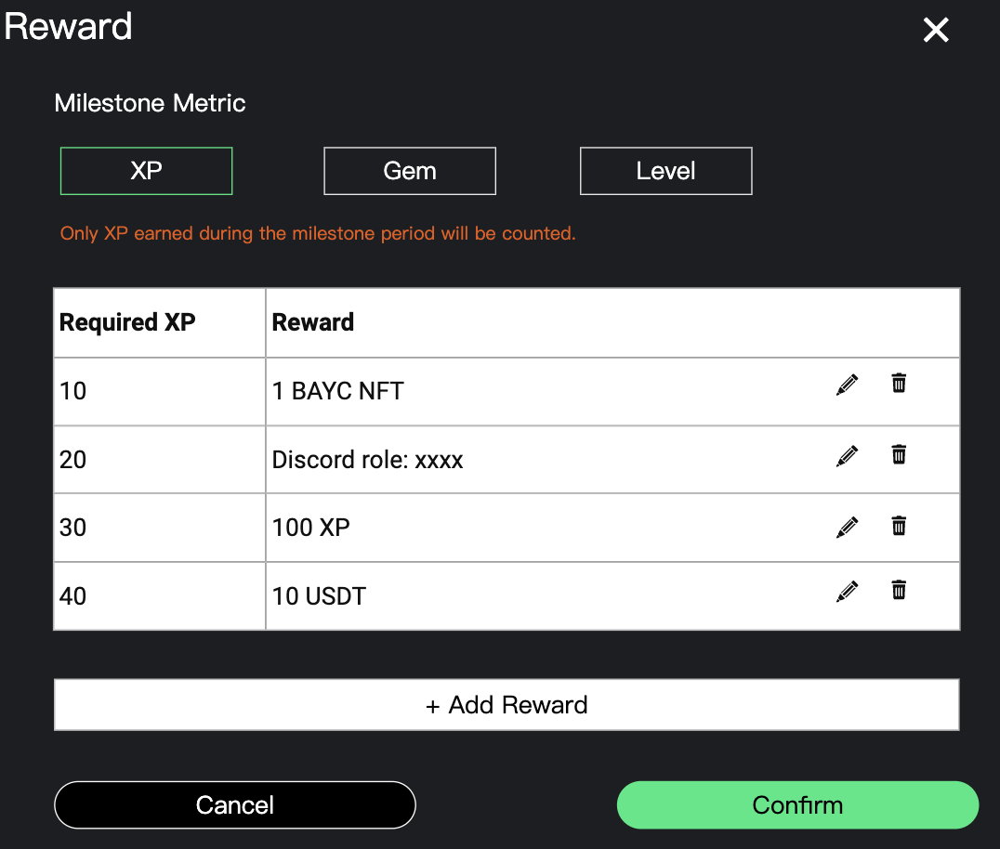 Reward
Milestone Metric
XP Gem Level
Only XP earned during the milestone period will be counted.
Required XP Reward
10 1 BAYC NFT
20 Discord role: xxxx
30 100 XP
40 10 USDT
+ Add Reward
Cancel Confirm